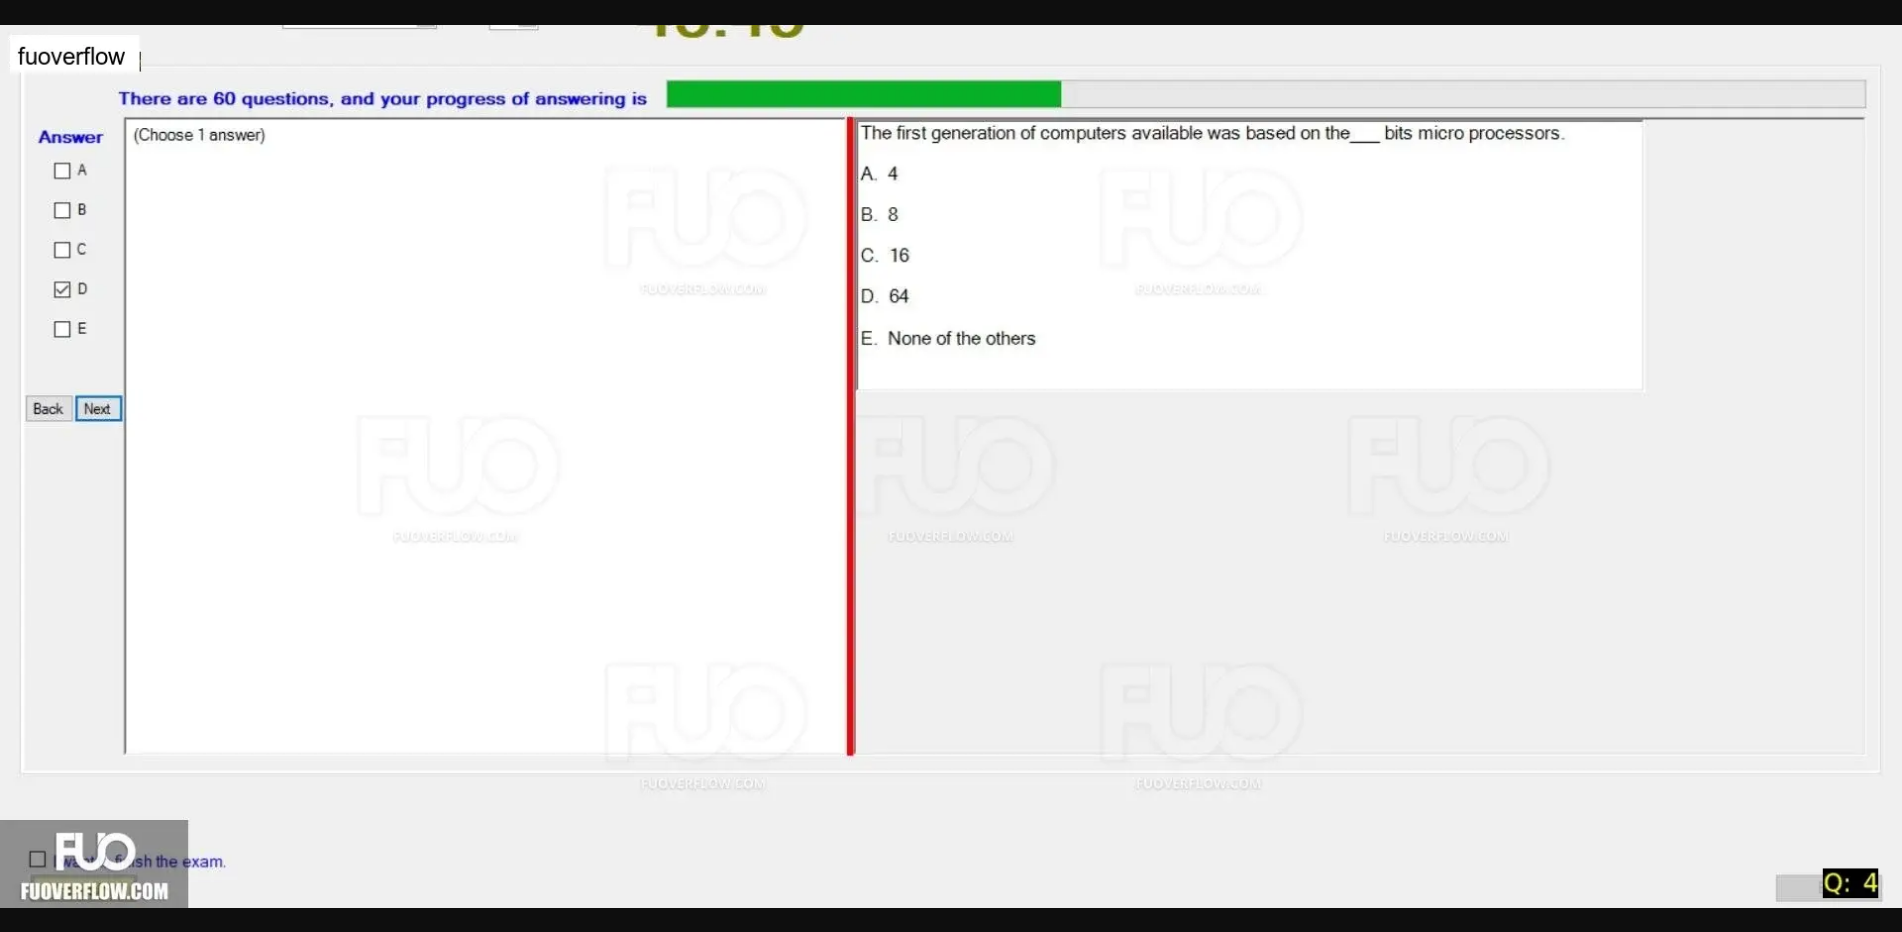 fuoverflow
There are 60 questions, and your progress of answering is
Answer
(Choose 1 answer)
A
B
C
D
E
Back Next
The first generation of computers available was based on the___ bits micro processors.
A. 4
B. 8
C. 16
D. 64
E. None of the others
FUO
FUOVERFLOW.COM
FUO
FUOVERFLOW.COM
FUO
FUOVERFLOW.COM
FUO
FUOVERFLOW.COM
FUO
FUOVERFLOW.COM
FUO
FUOVERFLOW.COM
FUO
FUOVERFLOW.COM
the exam.
FUO
FUOVERFLOW.COM
Q: 4